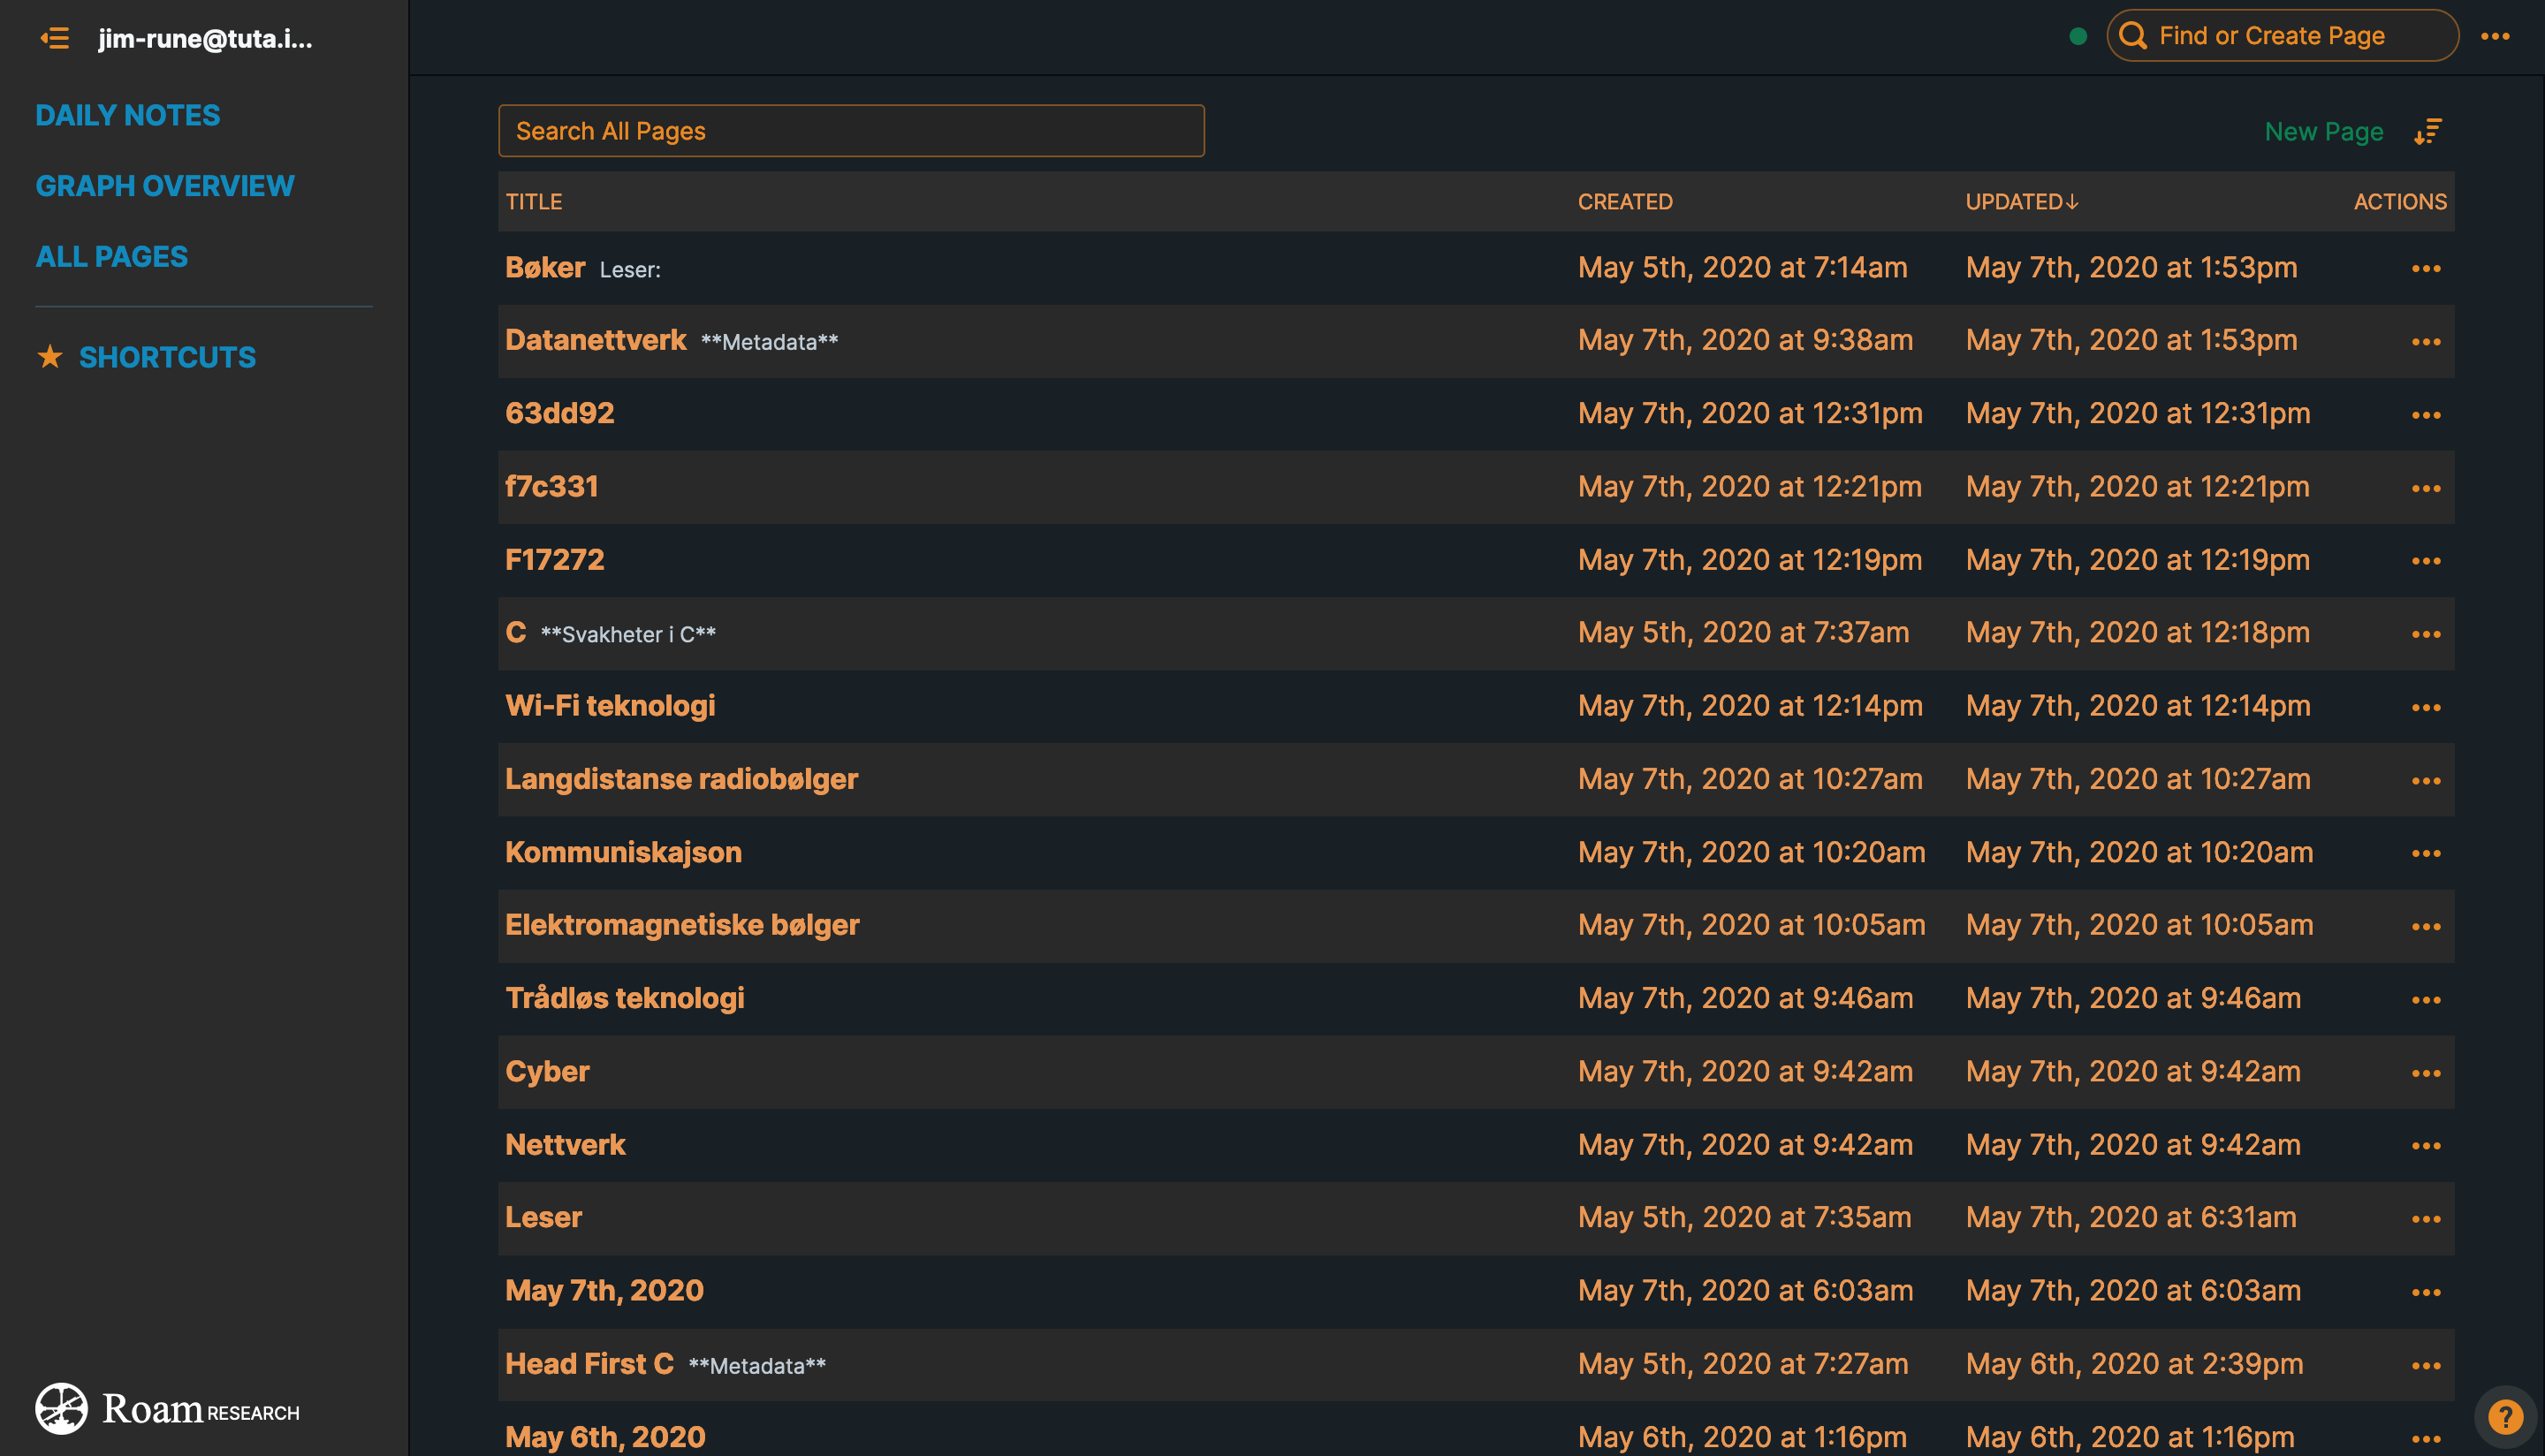 jim-rune@tuta.i...
Find or Create Page
DAILY NOTES
GRAPH OVERVIEW
ALL PAGES
SHORTCUTS
Search All Pages
New Page
TITLE CREATED UPDATED↓ ACTIONS
Bøker Leser: May 5th, 2020 at 7:14am May 7th, 2020 at 1:53pm
Datanettverk **Metadata** May 7th, 2020 at 9:38am May 7th, 2020 at 1:53pm
63dd92 May 7th, 2020 at 12:31pm May 7th, 2020 at 12:31pm
f7c331 May 7th, 2020 at 12:21pm May 7th, 2020 at 12:21pm
F17272 May 7th, 2020 at 12:19pm May 7th, 2020 at 12:19pm
C **Svakheter i C** May 5th, 2020 at 7:37am May 7th, 2020 at 12:18pm
Wi-Fi teknologi May 7th, 2020 at 12:14pm May 7th, 2020 at 12:14pm
Langdistanse radiobølger May 7th, 2020 at 10:27am May 7th, 2020 at 10:27am
Kommuniskajson May 7th, 2020 at 10:20am May 7th, 2020 at 10:20am
Elektromagnetiske bølger May 7th, 2020 at 10:05am May 7th, 2020 at 10:05am
Trådløs teknologi May 7th, 2020 at 9:46am May 7th, 2020 at 9:46am
Cyber May 7th, 2020 at 9:42am May 7th, 2020 at 9:42am
Nettverk May 7th, 2020 at 9:42am May 7th, 2020 at 9:42am
Leser May 5th, 2020 at 7:35am May 7th, 2020 at 6:31am
May 7th, 2020 May 7th, 2020 at 6:03am May 7th, 2020 at 6:03am
Head First C **Metadata** May 5th, 2020 at 7:27am May 6th, 2020 at 2:39pm
May 6th, 2020 May 6th, 2020 at 1:16pm May 6th, 2020 at 1:16pm
Roam RESEARCH
?